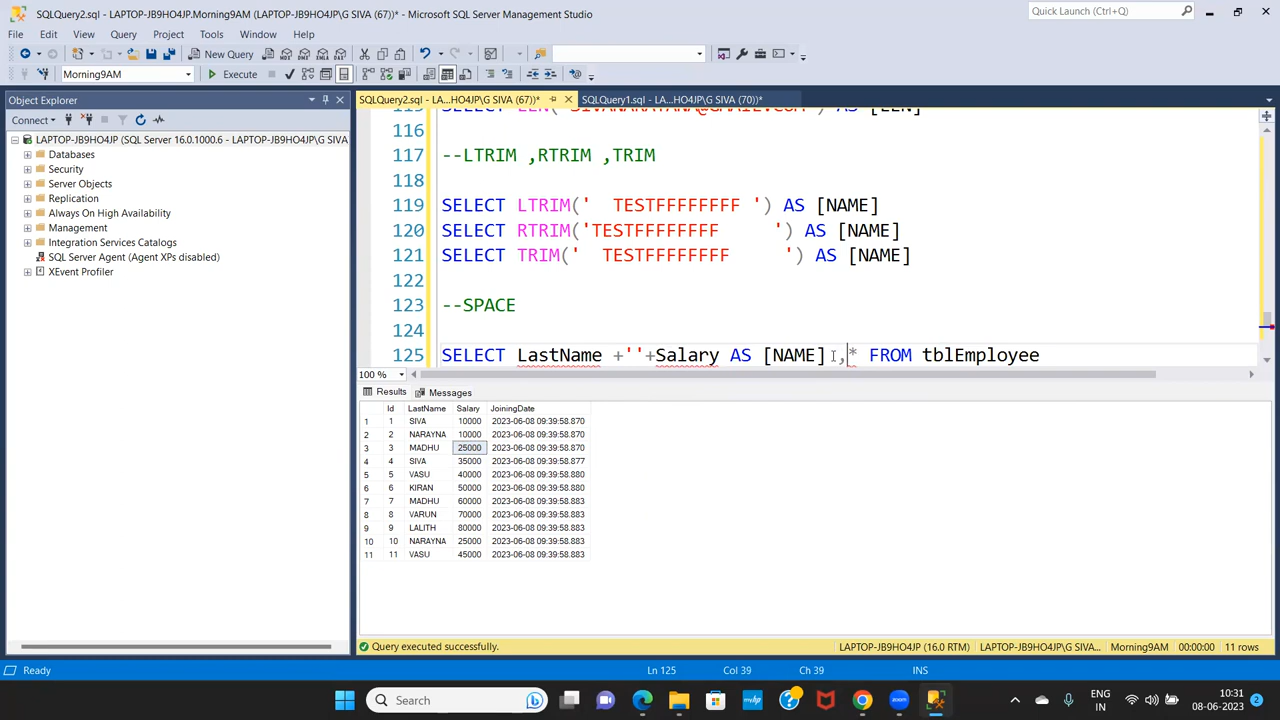 SQLQuery2.sql - LAPTOP-JB9HO4JP.Morning9AM (LAPTOP-JB9HO4JP\G SIVA (67))* - Microsoft SQL Server Management Studio
Quick Launch (Ctrl+Q)
File Edit View Query Project Tools Window Help
New Query
Morning9AM Execute
Object Explorer
SQLQuery2.sql - LA...HO4JP\G SIVA (67))* SQLQuery1.sql - LA...HO4JP\G SIVA (70))*
Connect
LAPTOP-JB9HO4JP (SQL Server 16.0.1000.6 - LAPTOP-JB9HO4JP\G SIVA
Databases
Security
Server Objects
Replication
Always On High Availability
Management
Integration Services Catalogs
SQL Server Agent (Agent XPs disabled)
XEvent Profiler
116
117 --LTRIM ,RTRIM ,TRIM
118
119 SELECT LTRIM('  TESTFFFFFFFF ') AS [NAME]
120 SELECT RTRIM('TESTFFFFFFFF     ') AS [NAME]
121 SELECT TRIM('  TESTFFFFFFFF     ') AS [NAME]
122
123 --SPACE
124
125 SELECT LastName +''+Salary AS [NAME] ,* FROM tblEmployee
100 %
Results Messages
Id LastName Salary JoiningDate
1 1 SIVA 10000 2023-06-08 09:39:58.870
2 2 NARAYNA 10000 2023-06-08 09:39:58.870
3 3 MADHU 25000 2023-06-08 09:39:58.870
4 4 SIVA 35000 2023-06-08 09:39:58.877
5 5 VASU 40000 2023-06-08 09:39:58.880
6 6 KIRAN 50000 2023-06-08 09:39:58.880
7 7 MADHU 60000 2023-06-08 09:39:58.883
8 8 VARUN 70000 2023-06-08 09:39:58.883
9 9 LALITH 80000 2023-06-08 09:39:58.883
10 10 NARAYNA 25000 2023-06-08 09:39:58.883
11 11 VASU 45000 2023-06-08 09:39:58.883
Query executed successfully. LAPTOP-JB9HO4JP (16.0 RTM) LAPTOP-JB9HO4JP\G SIVA... Morning9AM 00:00:00 11 rows
Ready Ln 125 Col 39 Ch 39 INS
Search
ENG
IN
10:31
08-06-2023
2